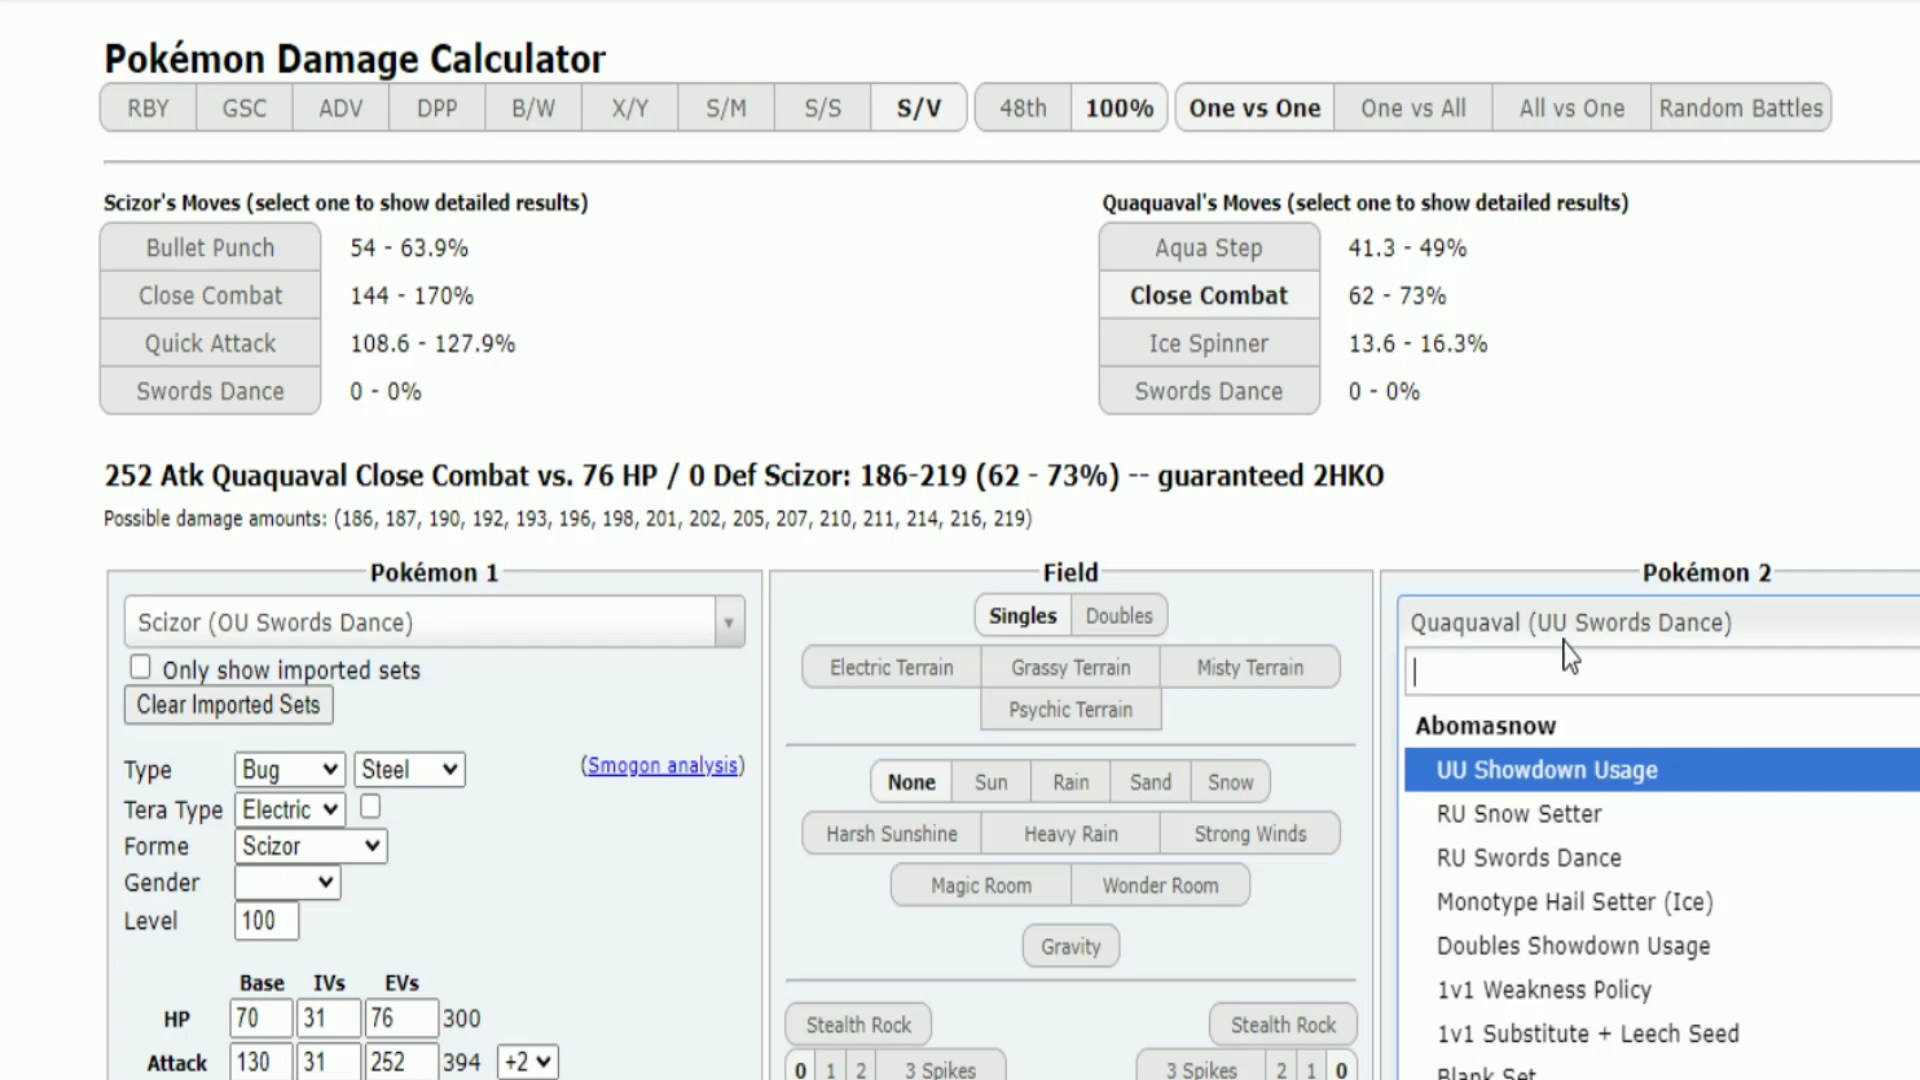 Pokémon Damage Calculator
RBY GSC ADV DPP B/W X/Y S/M S/S S/V 48th 100% One vs One One vs All All vs One Random Battles
Scizor's Moves (select one to show detailed results)
Bullet Punch 54 - 63.9%
Close Combat 144 - 170%
Quick Attack 108.6 - 127.9%
Swords Dance 0 - 0%
Quaquaval's Moves (select one to show detailed results)
Aqua Step 41.3 - 49%
Close Combat 62 - 73%
Ice Spinner 13.6 - 16.3%
Swords Dance 0 - 0%
252 Atk Quaquaval Close Combat vs. 76 HP / 0 Def Scizor: 186-219 (62 - 73%) -- guaranteed 2HKO
Possible damage amounts: (186, 187, 190, 192, 193, 196, 198, 201, 202, 205, 207, 210, 211, 214, 216, 219)
Pokémon 1
Scizor (OU Swords Dance)
Only show imported sets
Clear Imported Sets
Type Bug Steel (Smogon analysis)
Tera Type Electric
Forme Scizor
Gender
Level 100
Base IVs EVs
HP 70 31 76 300
Attack 130 31 252 394 +2
Field
Singles Doubles
Electric Terrain Grassy Terrain Misty Terrain
Psychic Terrain
None Sun Rain Sand Snow
Harsh Sunshine Heavy Rain Strong Winds
Magic Room Wonder Room
Gravity
Stealth Rock Stealth Rock
0 1 2 3 Spikes 3 Spikes 2 1 0
Pokémon 2
Quaquaval (UU Swords Dance)
Abomasnow
UU Showdown Usage
RU Snow Setter
RU Swords Dance
Monotype Hail Setter (Ice)
Doubles Showdown Usage
1v1 Weakness Policy
1v1 Substitute + Leech Seed
Blank Set